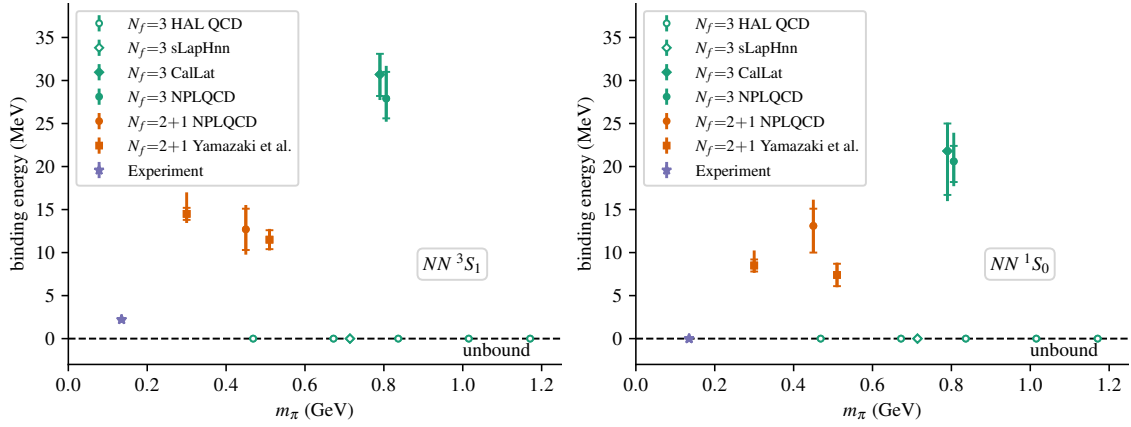 35
30
25
20
15
10
5
0
binding energy (MeV)
N_f=3 HAL QCD
N_f=3 sLapHnn
N_f=3 CalLat
N_f=3 NPLQCD
N_f=2+1 NPLQCD
N_f=2+1 Yamazaki et al.
Experiment
NN ³S₁
unbound
0.0 0.2 0.4 0.6 0.8 1.0 1.2
m_π (GeV)
35
30
25
20
15
10
5
0
binding energy (MeV)
N_f=3 HAL QCD
N_f=3 sLapHnn
N_f=3 CalLat
N_f=3 NPLQCD
N_f=2+1 NPLQCD
N_f=2+1 Yamazaki et al.
Experiment
NN ¹S₀
unbound
0.0 0.2 0.4 0.6 0.8 1.0 1.2
m_π (GeV)